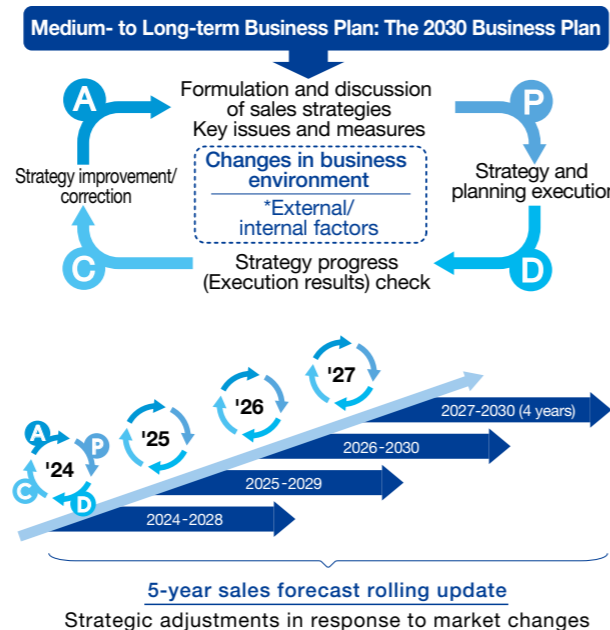 Medium- to Long-term Business Plan: The 2030 Business Plan
A
Formulation and discussion
of sales strategies
Key issues and measures
P
Changes in business
environment
*External/
internal factors
Strategy improvement/
correction
Strategy and
planning execution
C
Strategy progress
(Execution results) check
D
'27
'26
'25
'24
A
P
C
D
2027-2030 (4 years)
2026-2030
2025-2029
2024-2028
5-year sales forecast rolling update
Strategic adjustments in response to market changes